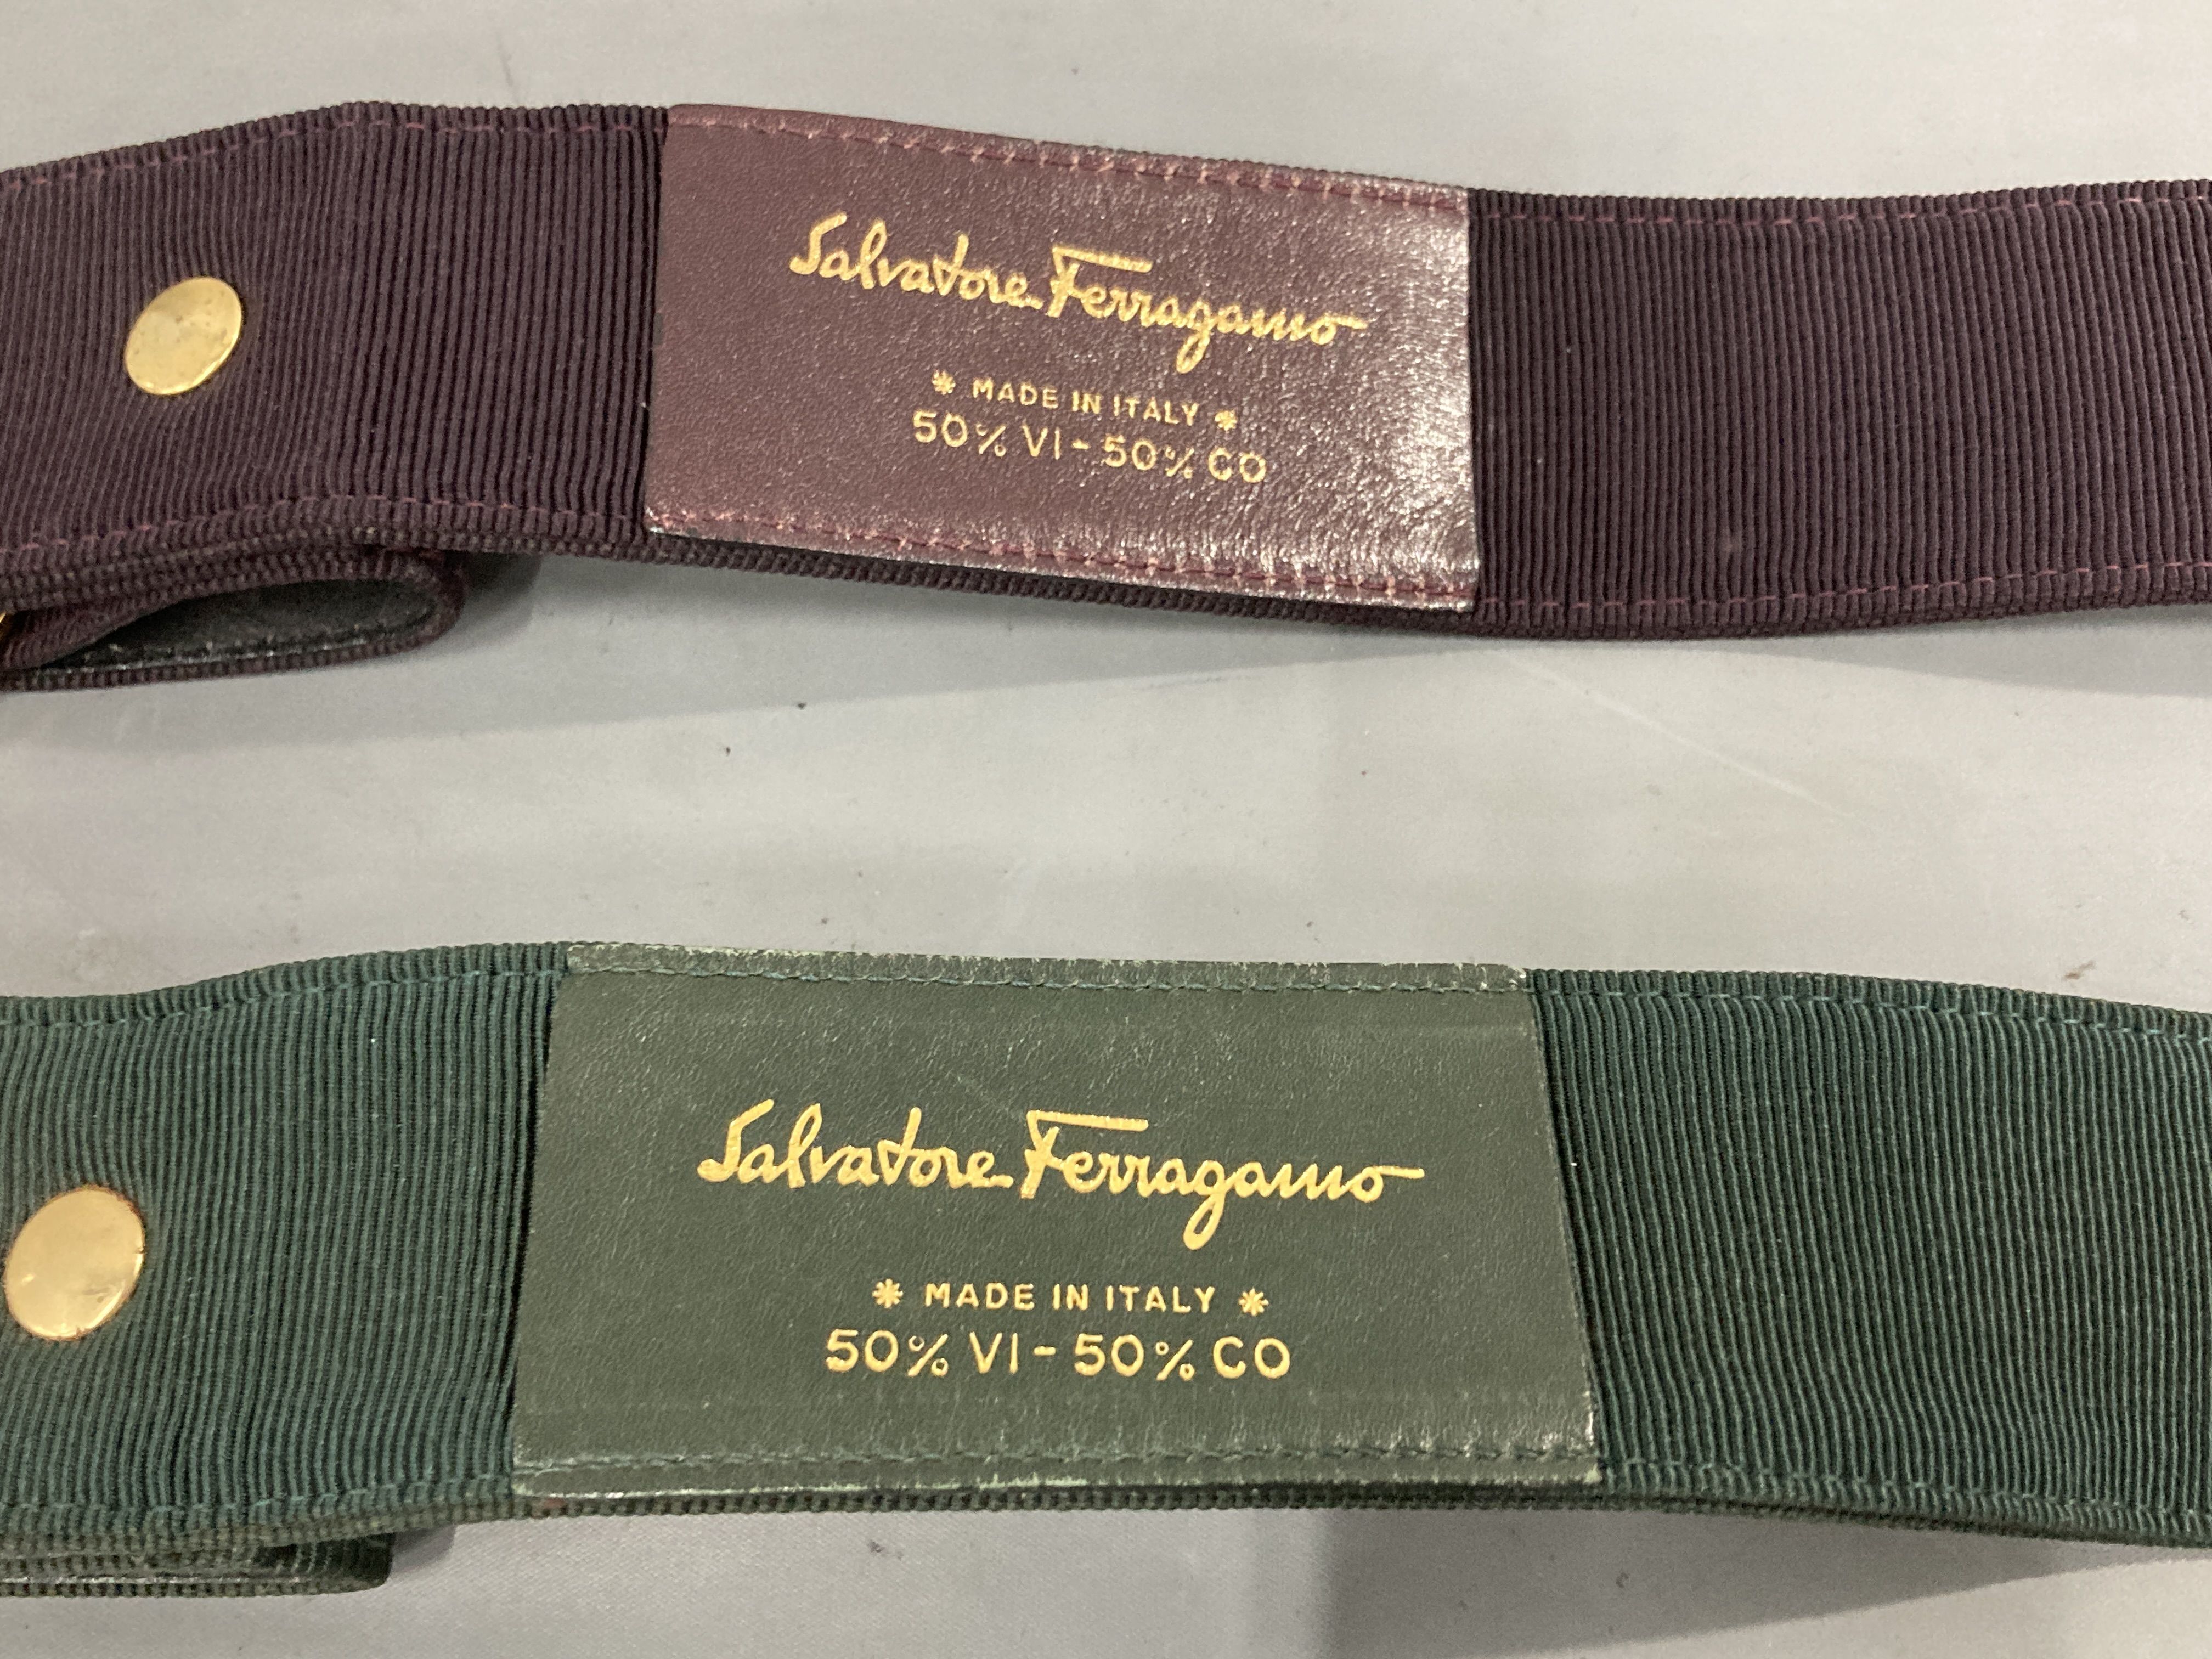 Salvatore Ferragamo
* MADE IN ITALY *
50% VI - 50% CO
Salvatore Ferragamo
* MADE IN ITALY *
50% VI - 50% CO